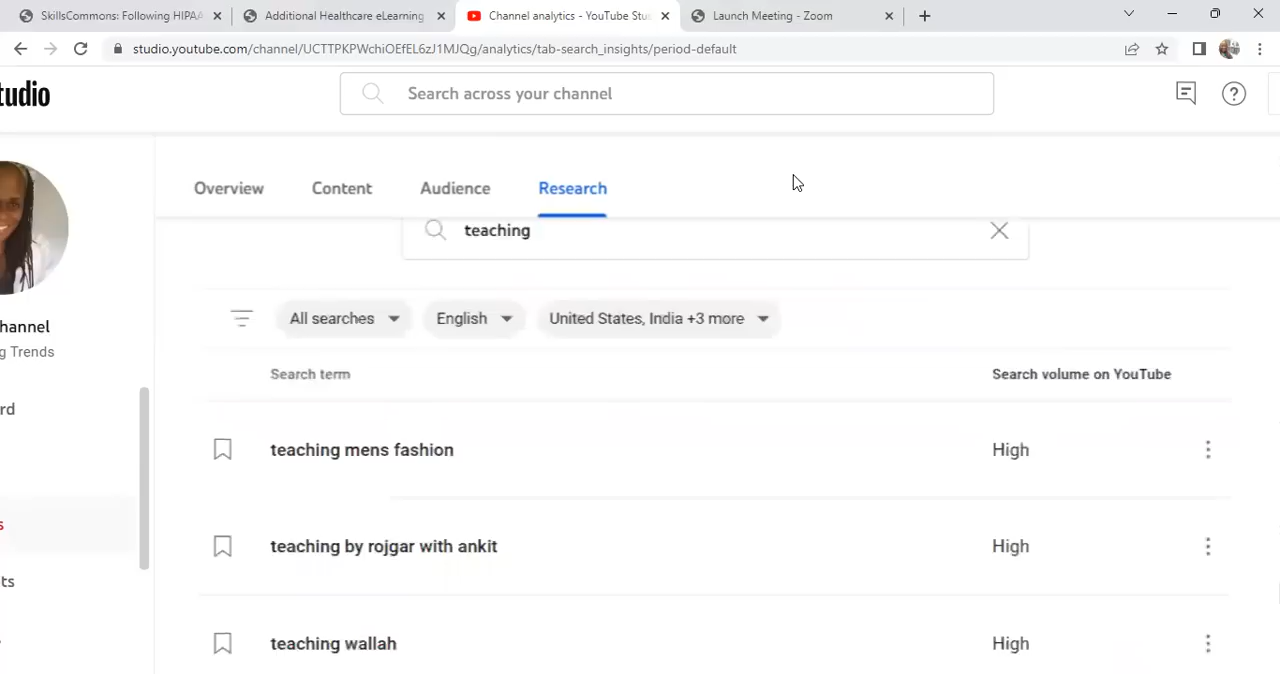 SkillsCommons: Following HIPAA
Additional Healthcare eLearning
Channel analytics - YouTube Stu
Launch Meeting - Zoom
studio.youtube.com/channel/UCTTPKPWchiOEfEL6zJ1MJQg/analytics/tab-search_insights/period-default
tudio
Search across your channel
Overview
Content
Audience
Research
teaching
All searches
English
United States, India +3 more
hannel
g Trends
Search term
Search volume on YouTube
rd
teaching mens fashion
High
s
teaching by rojgar with ankit
High
ts
teaching wallah
High